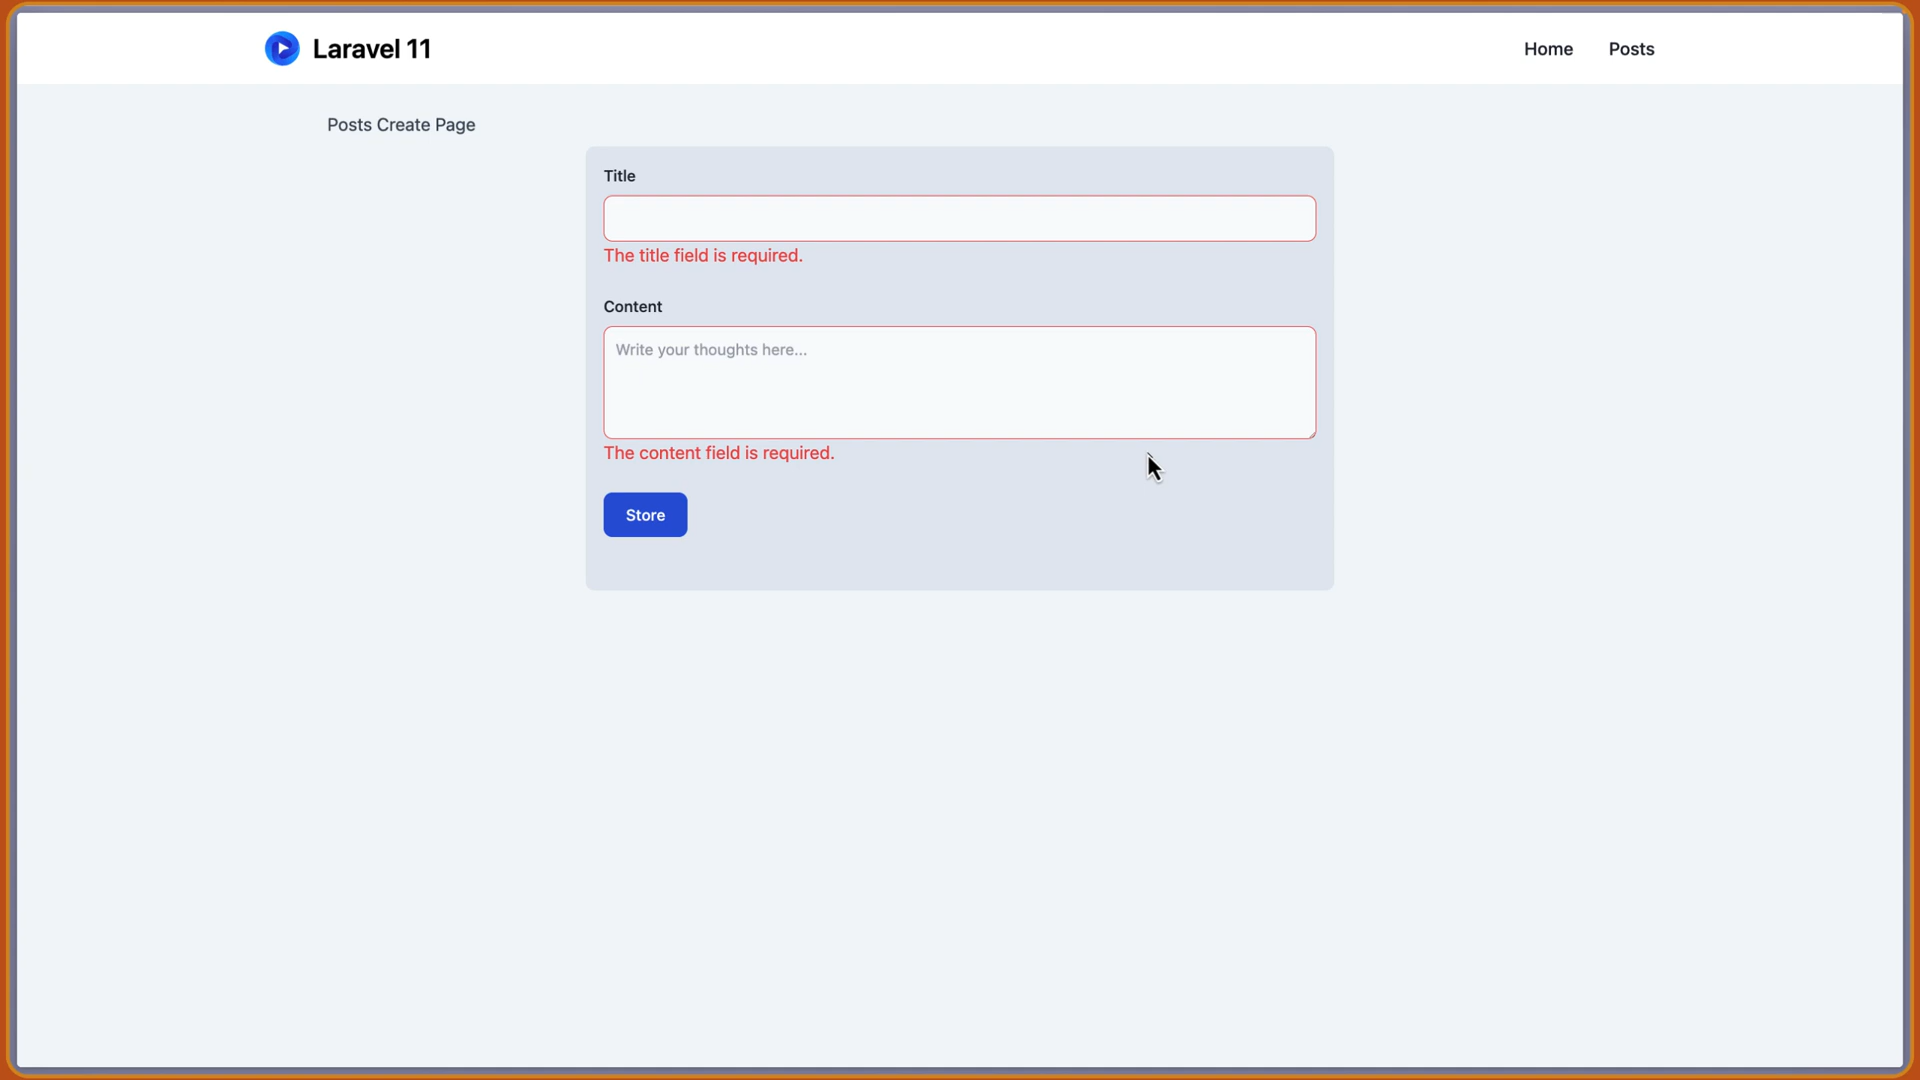 Laravel 11
Home
Posts
Posts Create Page
Title
The title field is required.
Content
Write your thoughts here...
The content field is required.
Store